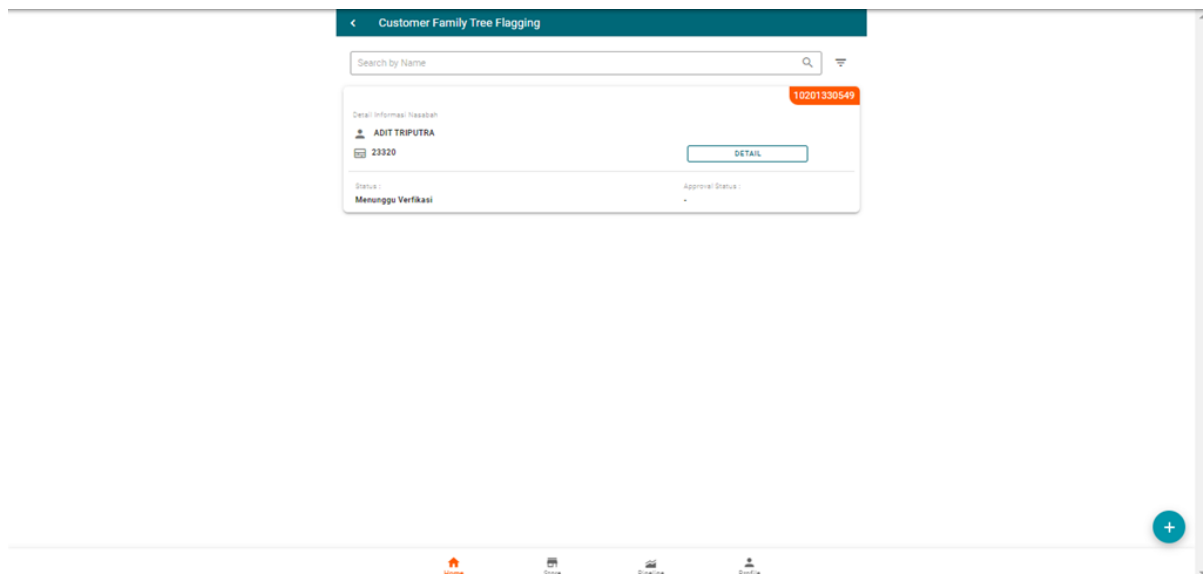 Customer Family Tree Flagging
Search by Name
10201330549
Detail Informasi Nasabah
ADIT TRIPUTRA
23320
DETAIL
Status :
Approval Status :
Menunggu Verfikasi
-
Home
Store
Pipeline
Profile